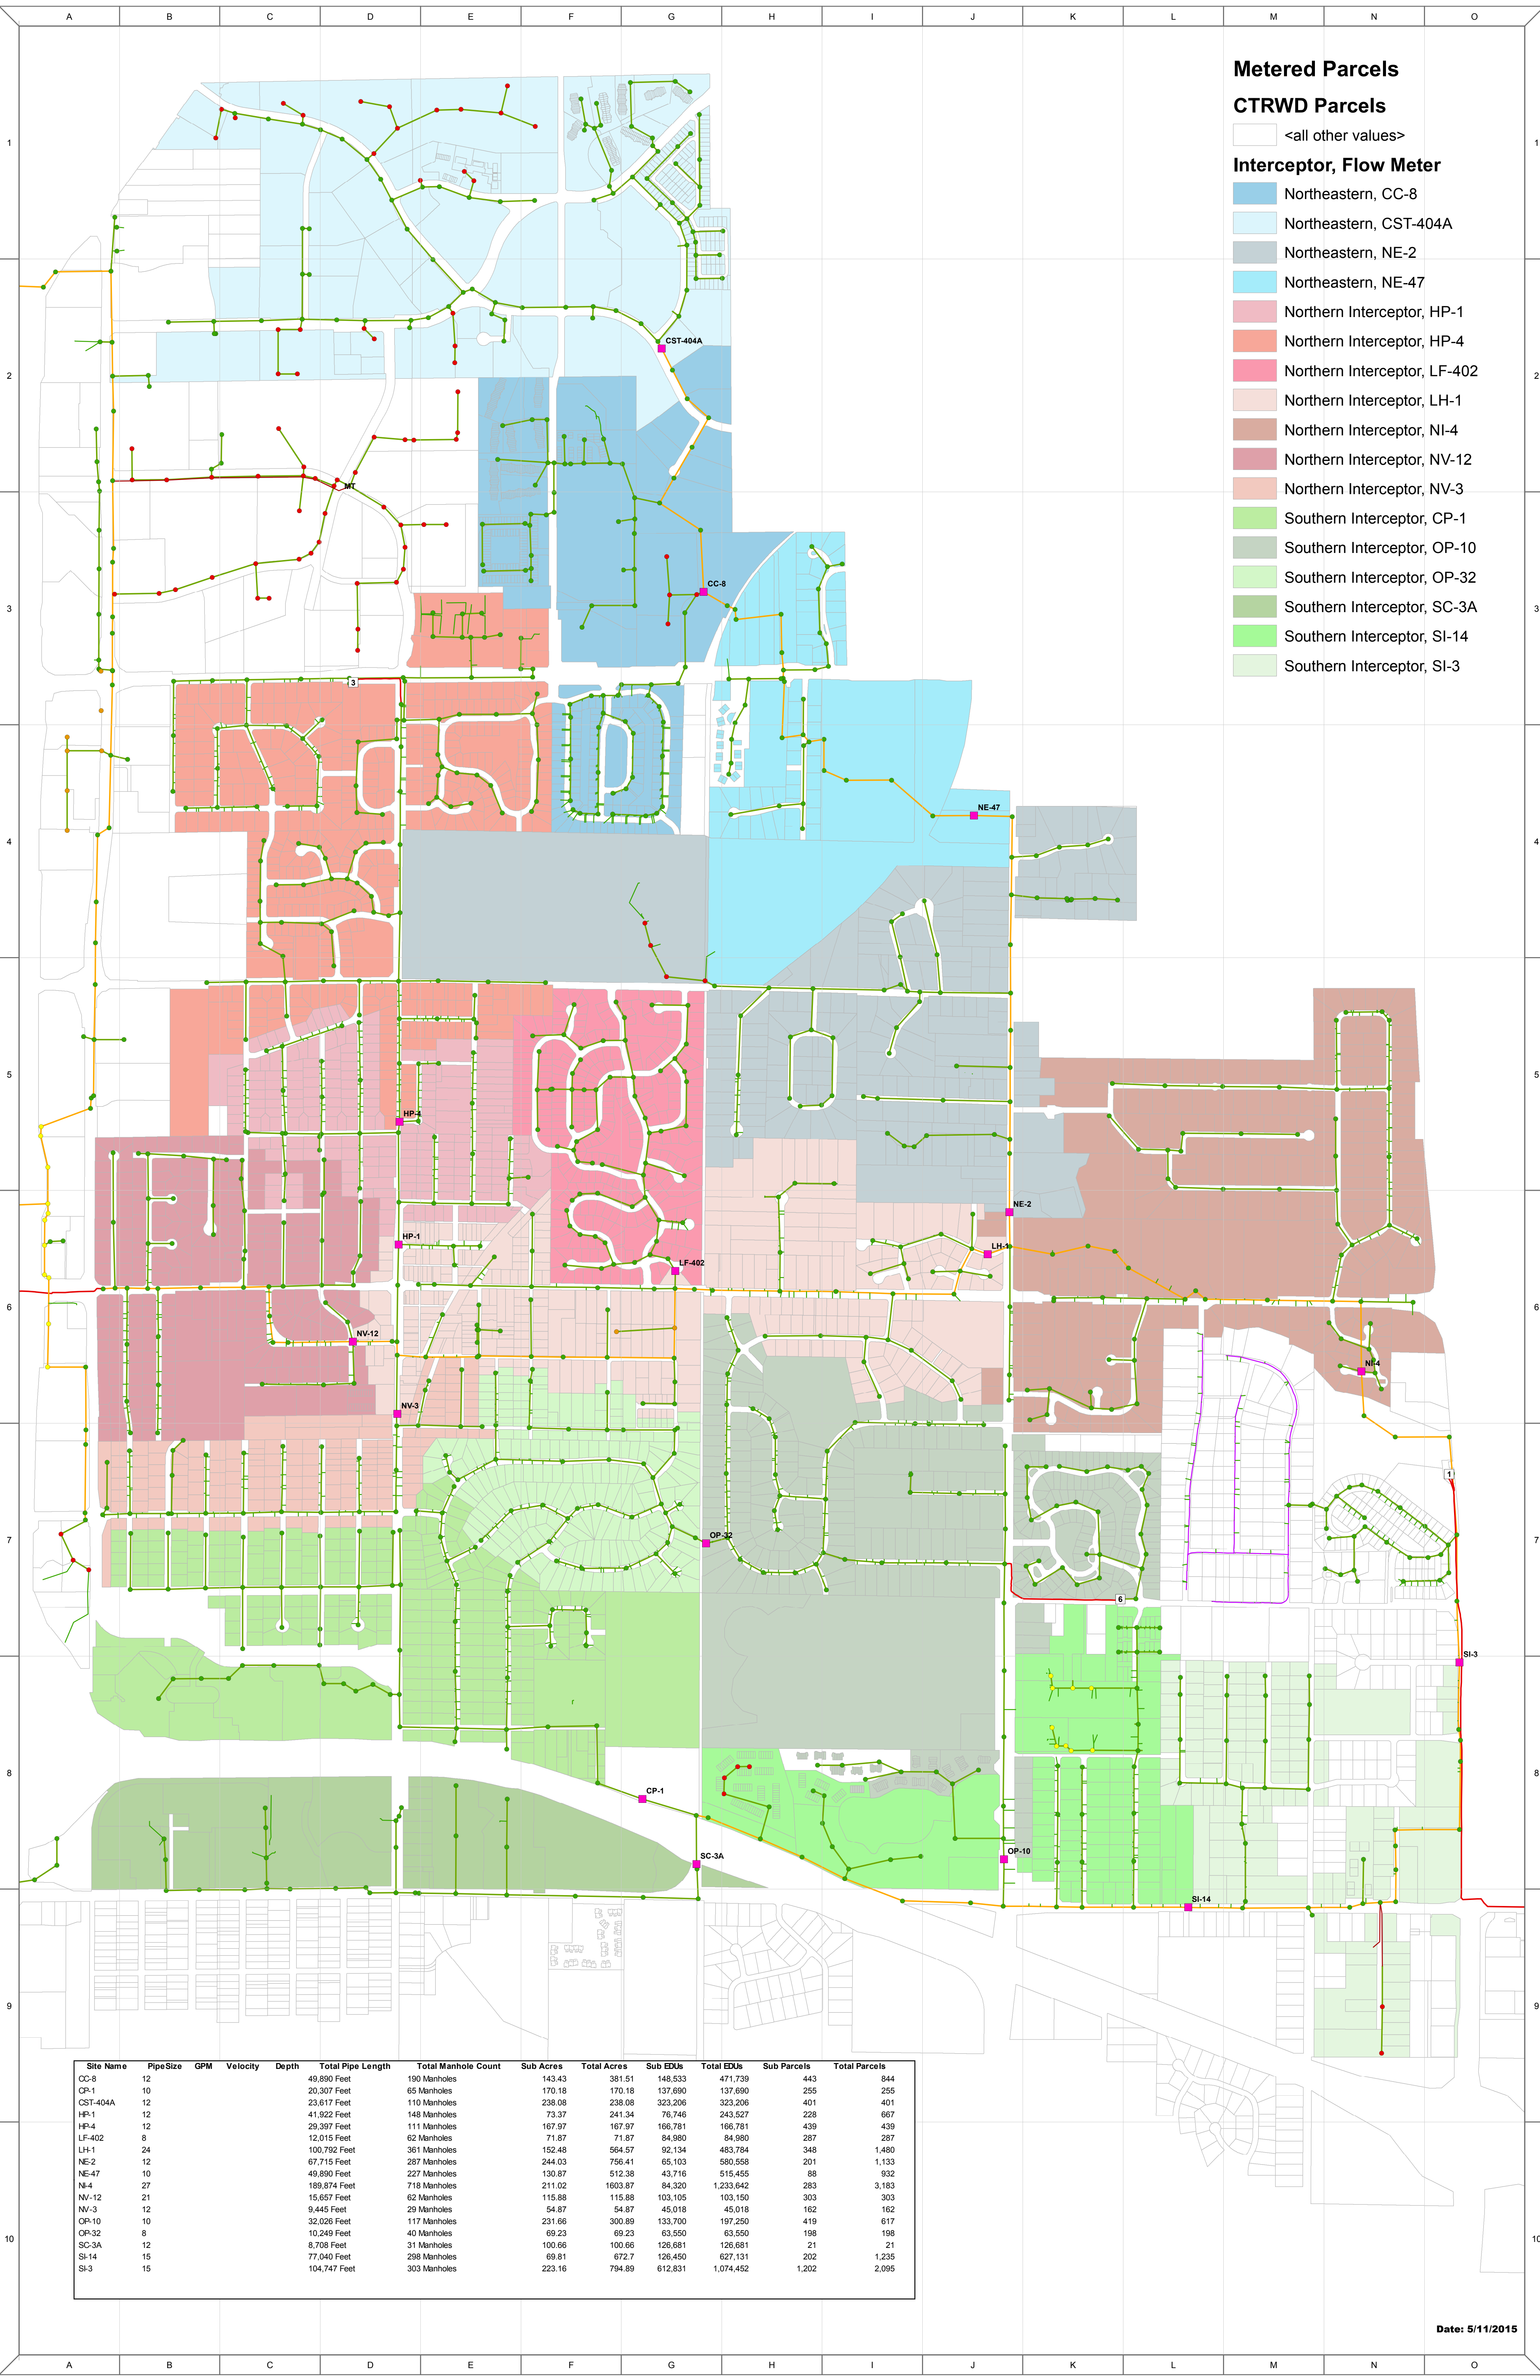 A B C D E F G H I J K L M N O
Metered Parcels
CTRWD Parcels
<all other values>
Interceptor, Flow Meter
Northeastern, CC-8
Northeastern, CST-404A
Northeastern, NE-2
Northeastern, NE-47
Northern Interceptor, HP-1
Northern Interceptor, HP-4
Northern Interceptor, LF-402
Northern Interceptor, LH-1
Northern Interceptor, NI-4
Northern Interceptor, NV-12
Northern Interceptor, NV-3
Southern Interceptor, CP-1
Southern Interceptor, OP-10
Southern Interceptor, OP-32
Southern Interceptor, SC-3A
Southern Interceptor, SI-14
Southern Interceptor, SI-3
1 1
CST-404A
2 2
MT
CC-8
3 3
3
NE-47
4 4
5 5
HP-4
NE-2
HP-1
LH-1
LF-402
6 6
NV-12
NI-4
NV-3
1
OP-32
7 7
6
SI-3
8 8
CP-1
SC-3A
OP-10
SI-14
9 9
Site Name PipeSize GPM Velocity Depth Total Pipe Length Total Manhole Count Sub Acres Total Acres Sub EDUs Total EDUs Sub Parcels Total Parcels
CC-8 12 49,890 Feet 190 Manholes 143.43 381.51 148,533 471,739 443 844
CP-1 10 20,307 Feet 65 Manholes 170.18 170.18 137,690 137,690 255 255
CST-404A 12 23,617 Feet 110 Manholes 238.08 238.08 323,206 323,206 401 401
HP-1 12 41,922 Feet 148 Manholes 73.37 241.34 76,746 243,527 228 667
HP-4 12 29,397 Feet 111 Manholes 167.97 167.97 166,781 166,781 439 439
LF-402 8 12,015 Feet 62 Manholes 71.87 71.87 84,980 84,980 287 287
LH-1 24 100,792 Feet 361 Manholes 152.48 564.57 92,134 483,784 348 1,480
NE-2 12 67,715 Feet 287 Manholes 244.03 756.41 65,103 580,558 201 1,133
NE-47 10 49,890 Feet 227 Manholes 130.87 512.38 43,716 515,455 88 932
NI-4 27 189,874 Feet 718 Manholes 211.02 1603.87 84,320 1,233,642 283 3,183
NV-12 21 15,657 Feet 62 Manholes 115.88 115.88 103,105 103,150 303 303
NV-3 12 9,445 Feet 29 Manholes 54.87 54.87 45,018 45,018 162 162
OP-10 10 32,026 Feet 117 Manholes 231.66 300.89 133,700 197,250 419 617
OP-32 8 10,249 Feet 40 Manholes 69.23 69.23 63,550 63,550 198 198
SC-3A 12 8,708 Feet 31 Manholes 100.66 100.66 126,681 126,681 21 21
SI-14 15 77,040 Feet 298 Manholes 69.81 672.7 126,450 627,131 202 1,235
SI-3 15 104,747 Feet 303 Manholes 223.16 794.89 612,831 1,074,452 1,202 2,095
10 10
Date: 5/11/2015
A B C D E F G H I J K L M N O